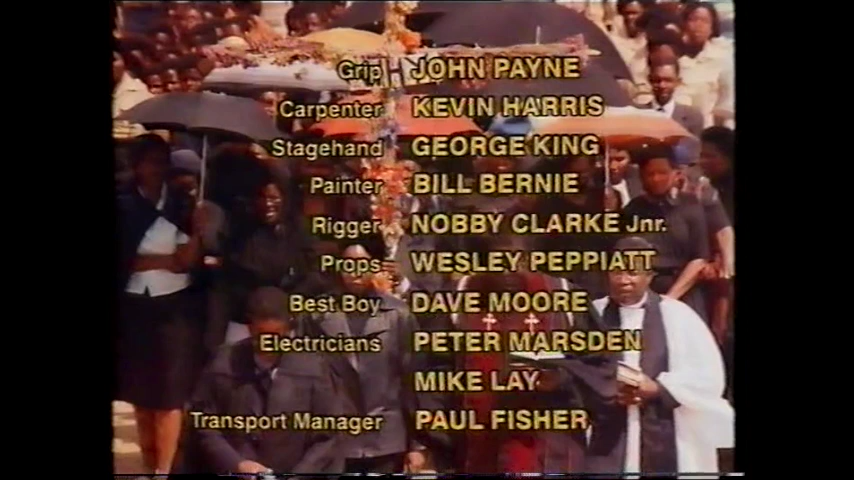 Grip JOHN PAYNE
Carpenter KEVIN HARRIS
Stagehand GEORGE KING
Painter BILL BERNIE
Rigger NOBBY CLARKE Jnr.
Props WESLEY PEPPIATT
Best Boy DAVE MOORE
Electricians PETER MARSDEN
MIKE LAY
Transport Manager PAUL FISHER